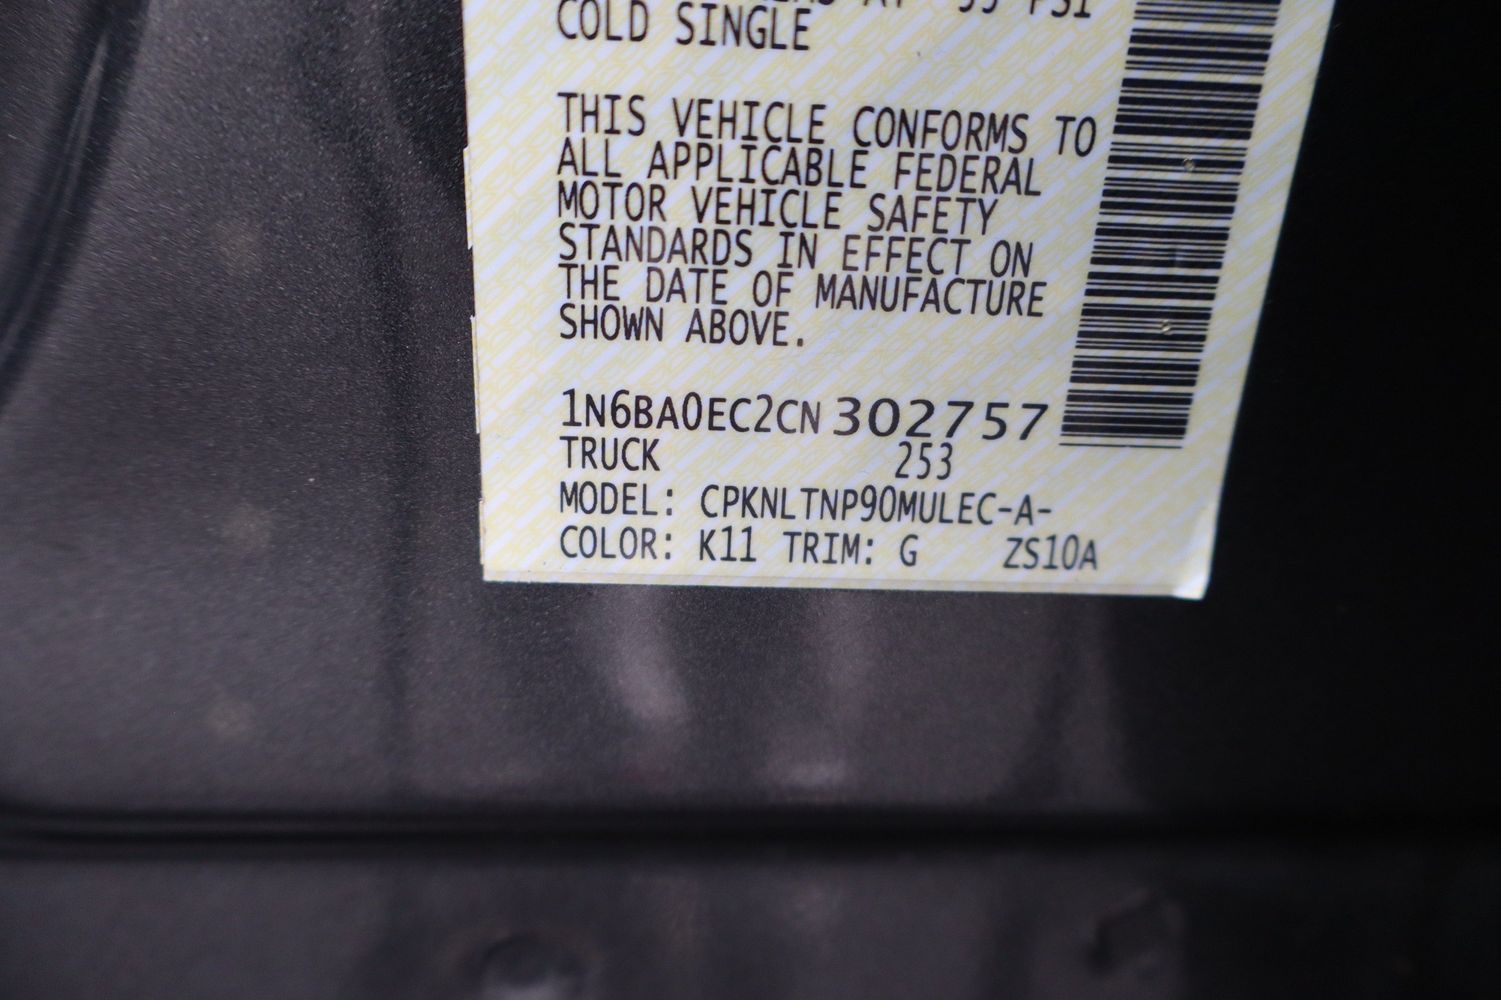 PSI
COLD SINGLE
THIS VEHICLE CONFORMS TO
ALL APPLICABLE FEDERAL
MOTOR VEHICLE SAFETY
STANDARDS IN EFFECT ON
THE DATE OF MANUFACTURE
SHOWN ABOVE.
1N6BA0EC2CN302757
TRUCK 253
MODEL: CPKNLTNP90MULEC-A-
COLOR: K11 TRIM: G ZS10A